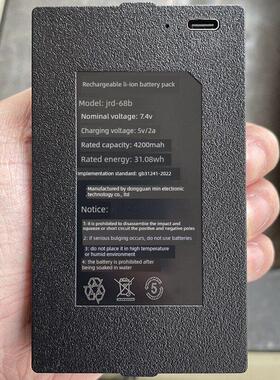 Rechargeable li-ion battery pack
Model: jrd-68b
Nominal voltage: 7.4v
Charging voltage: 5v/2a
Rated capacity: 4200mah
Rated energy: 31.08wh
Implementation standard: gb31241-2022
Manufactured by dongguan min electronic
technology co., ltd
Notice:
1: it is prohibited to disassemble the impact and
squeeze or short circuit the positive and negative poles
2: if serious bulging occurs, do not use batteries
3: do not place it in high temperature
or humid environment
4: the battery is prohibited after
being soaked in water
5